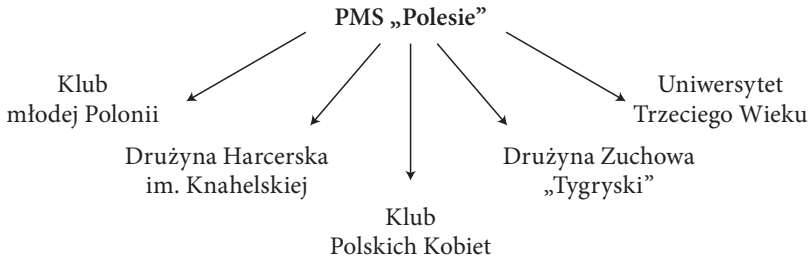 PMS „Polesie”
Klub
młodej Polonii
Uniwersytet
Trzeciego Wieku
Drużyna Harcerska
im. Knahelskiej
Drużyna Zuchowa
„Tygryski”
Klub
Polskich Kobiet